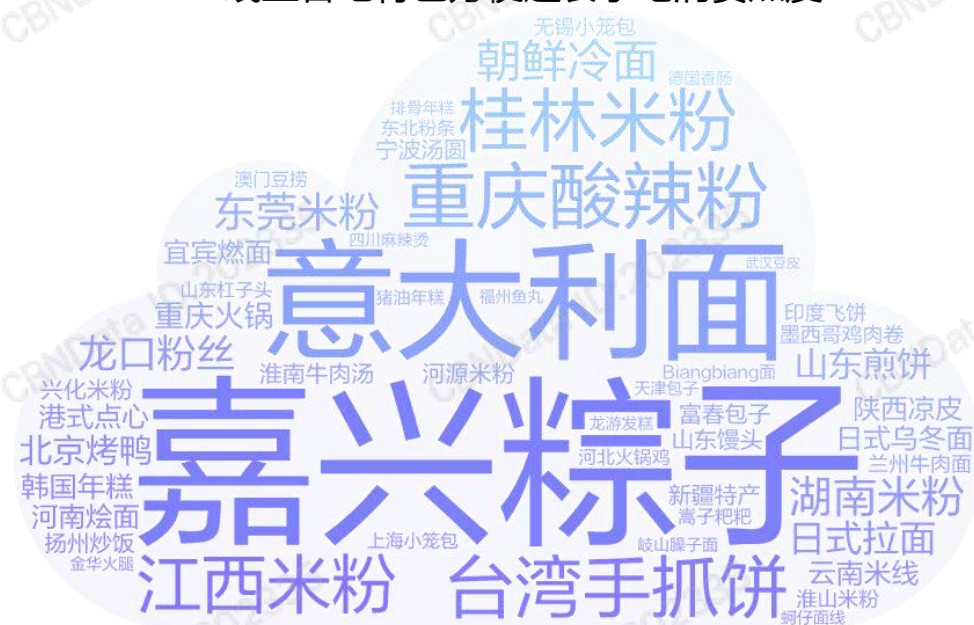 无锡小笼包
朝鲜冷面
德国香肠
排骨年糕
桂林米粉
东北粉条
宁波汤圆
重庆酸辣粉
澳门豆捞
东莞米粉
四川麻辣烫
宜宾燃面
意大利面
武汉豆皮
山东杠子头
猪油年糕
福州鱼丸
重庆火锅
印度飞饼
墨西哥鸡肉卷
龙口粉丝
山东煎饼
淮南牛肉汤
河源米粉
Biangbiang面
天津包子
兴化米粉
嘉兴粽子
港式点心
龙游发糕
富春包子
陕西凉皮
北京烤鸭
山东馒头
日式乌冬面
河北火锅鸡
兰州牛肉面
韩国年糕
新疆特产
湖南米粉
河南烩面
蒿子粑粑
扬州炒饭
上海小笼包
岐山臊子面
日式拉面
金华火腿
江西米粉
台湾手抓饼
云南米线
淮山米粉
蚵仔面线